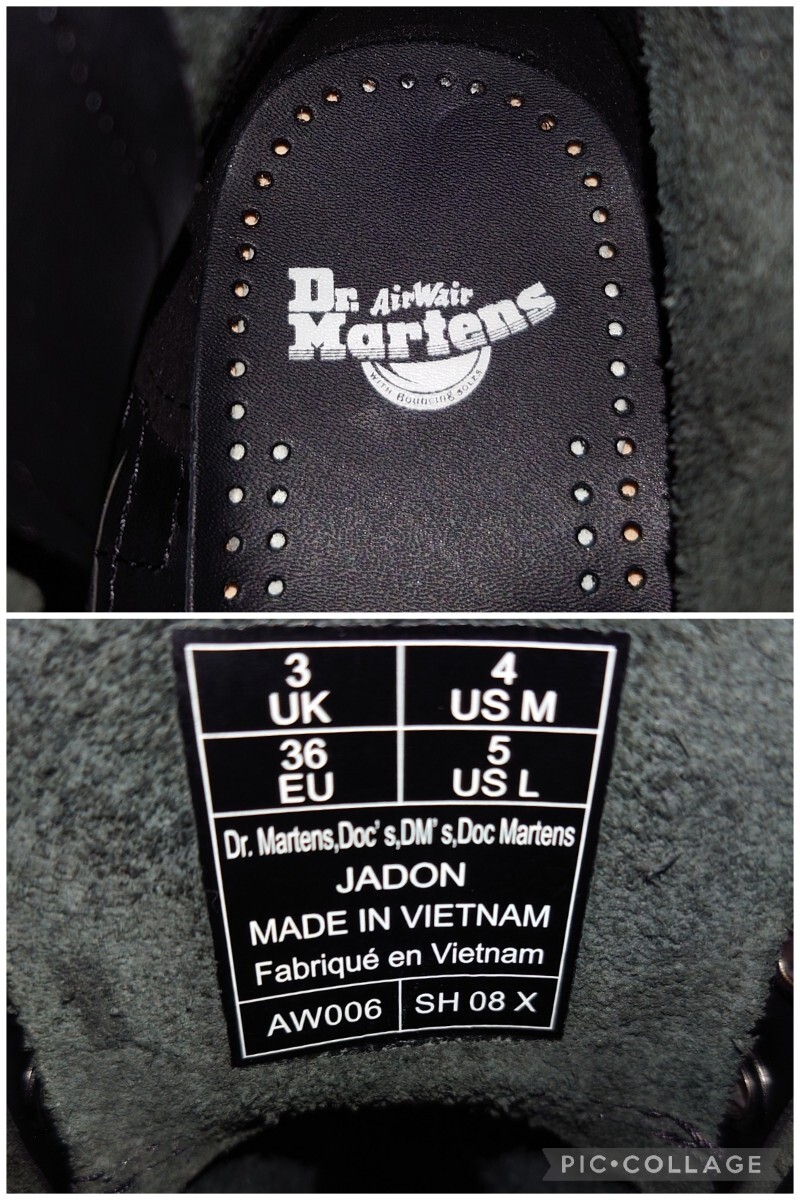 Dr. AirWair
Martens
WITH BOUNCING SOLES
3 4
UK US M
36 5
EU US L
Dr. Martens,Doc's,DM's,Doc Martens
JADON
MADE IN VIETNAM
Fabriqué en Vietnam
AW006 SH 08 X
PIC•COLLAGE